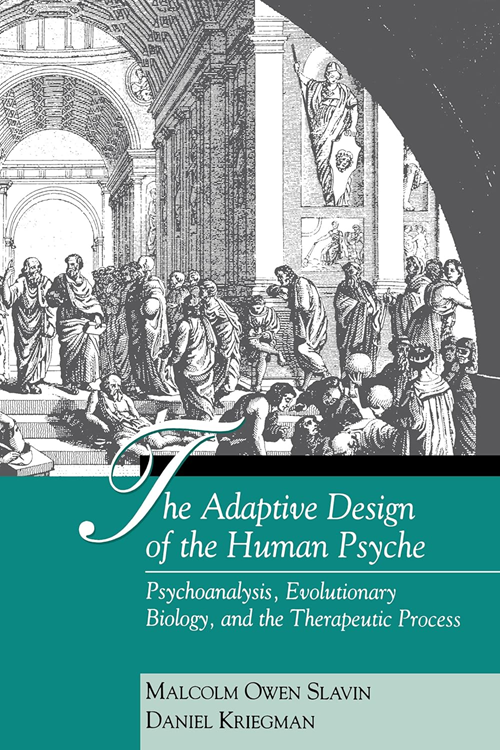 The Adaptive Design
of the Human Psyche
Psychoanalysis, Evolutionary
Biology, and the Therapeutic Process
MALCOLM OWEN SLAVIN
DANIEL KRIEGMAN